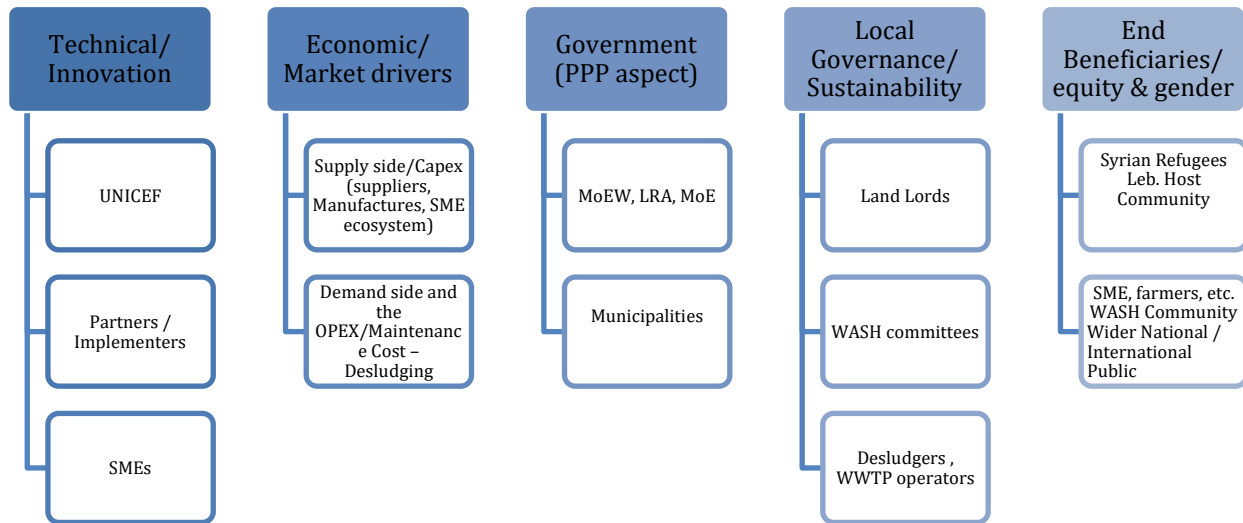 Technical/
Innovation
UNICEF
Partners /
Implementers
SMEs
Economic/
Market drivers
Supply side/Capex
(suppliers,
Manufactures, SME
ecosystem)
Demand side and
the
OPEX/Maintenanc
e Cost –
Desludging
Government
(PPP aspect)
MoEW, LRA, MoE
Municipalities
Local
Governance/
Sustainability
Land Lords
WASH committees
Desludgers ,
WWTP operators
End
Beneficiaries/
equity & gender
Syrian Refugees
Leb. Host
Community
SME, farmers, etc.
WASH Community
Wider National /
International
Public